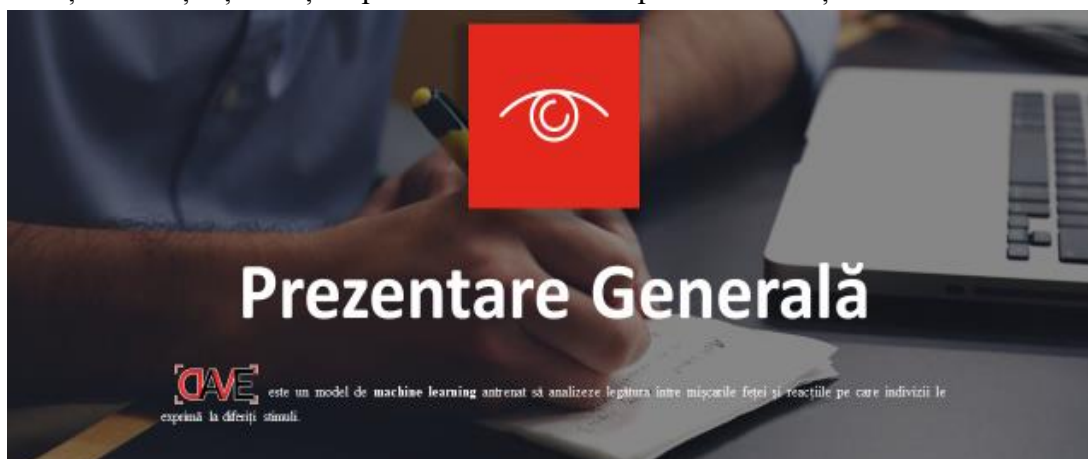 Prezentare Generală
DAVE este un model de machine learning antrenat să analizeze legătura între mișcările feței și reacțiile pe care indivizii le
exprimă la diferiți stimuli.